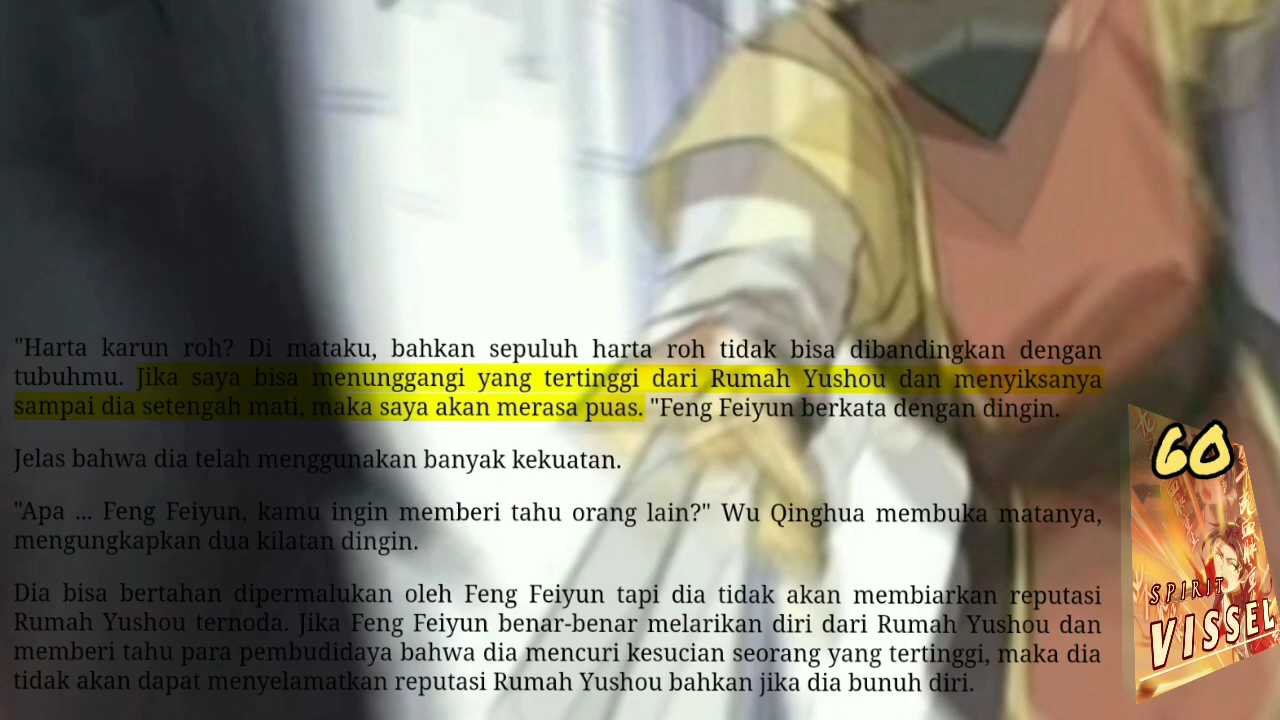 "Harta karun roh? Di mataku, bahkan sepuluh harta roh tidak bisa dibandingkan dengan
tubuhmu. Jika saya bisa menunggangi yang tertinggi dari Rumah Yushou dan menyiksanya
sampai dia setengah mati, maka saya akan merasa puas. "Feng Feiyun berkata dengan dingin.
Jelas bahwa dia telah menggunakan banyak kekuatan.
"Apa ... Feng Feiyun, kamu ingin memberi tahu orang lain?" Wu Qinghua membuka matanya,
mengungkapkan dua kilatan dingin.
Dia bisa bertahan dipermalukan oleh Feng Feiyun tapi dia tidak akan membiarkan reputasi
Rumah Yushou ternoda. Jika Feng Feiyun benar-benar melarikan diri dari Rumah Yushou dan
memberi tahu para pembudidaya bahwa dia mencuri kesucian seorang yang tertinggi, maka dia
tidak akan dapat menyelamatkan reputasi Rumah Yushou bahkan jika dia bunuh diri.
60
SPIRIT
VISSEL